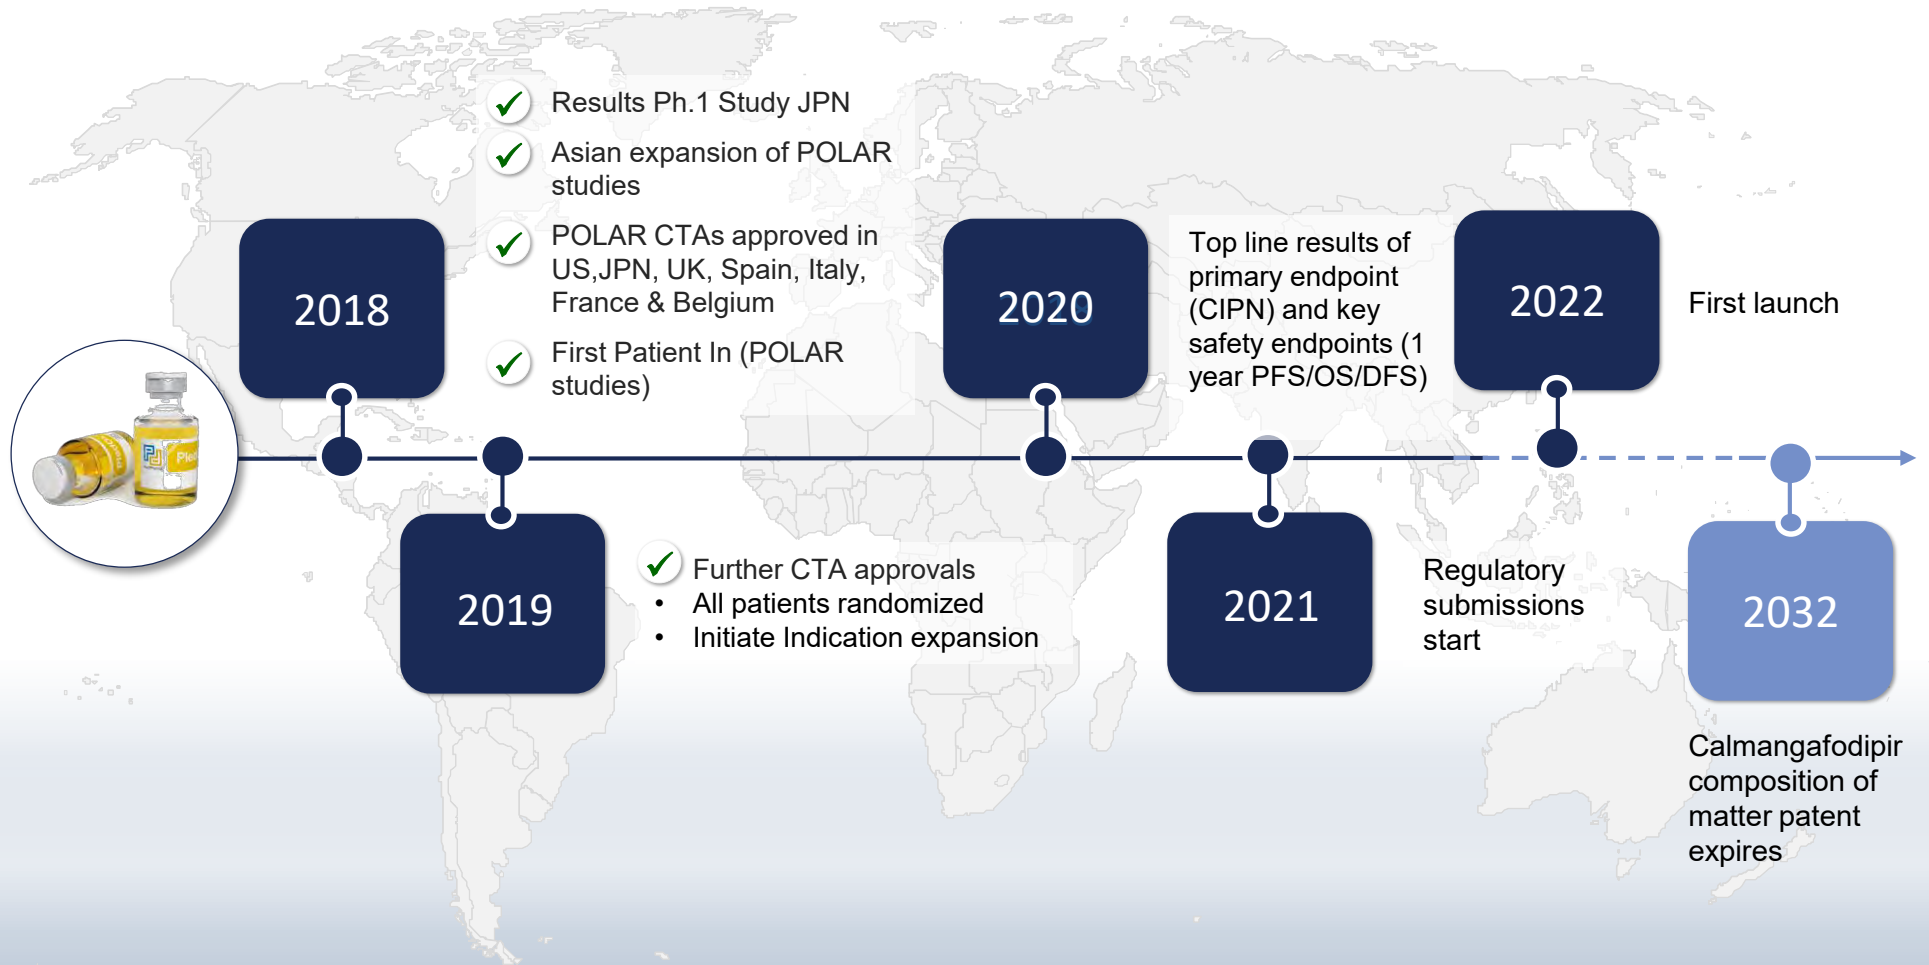 2018
Results Ph.1 Study JPN
Asian expansion of POLAR
studies
POLAR CTAs approved in
US,JPN, UK, Spain, Italy,
France & Belgium
First Patient In (POLAR
studies)
2019
Further CTA approvals
• All patients randomized
• Initiate Indication expansion
2020
Top line results of
primary endpoint
(CIPN) and key
safety endpoints (1
year PFS/OS/DFS)
2021
Regulatory
submissions
start
2022
First launch
2032
Calmangafodipir
composition of
matter patent
expires